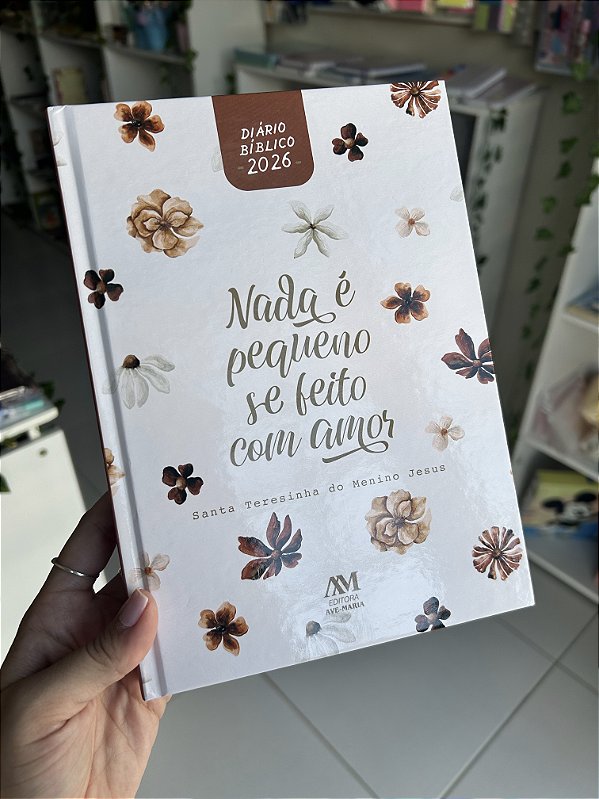 DIÁRIO
BÍBLICO
- 2026 -
Nada é
pequeno
se feito
com amor
Santa Teresinha do Menino Jesus
AM
EDITORA
AVE-MARIA